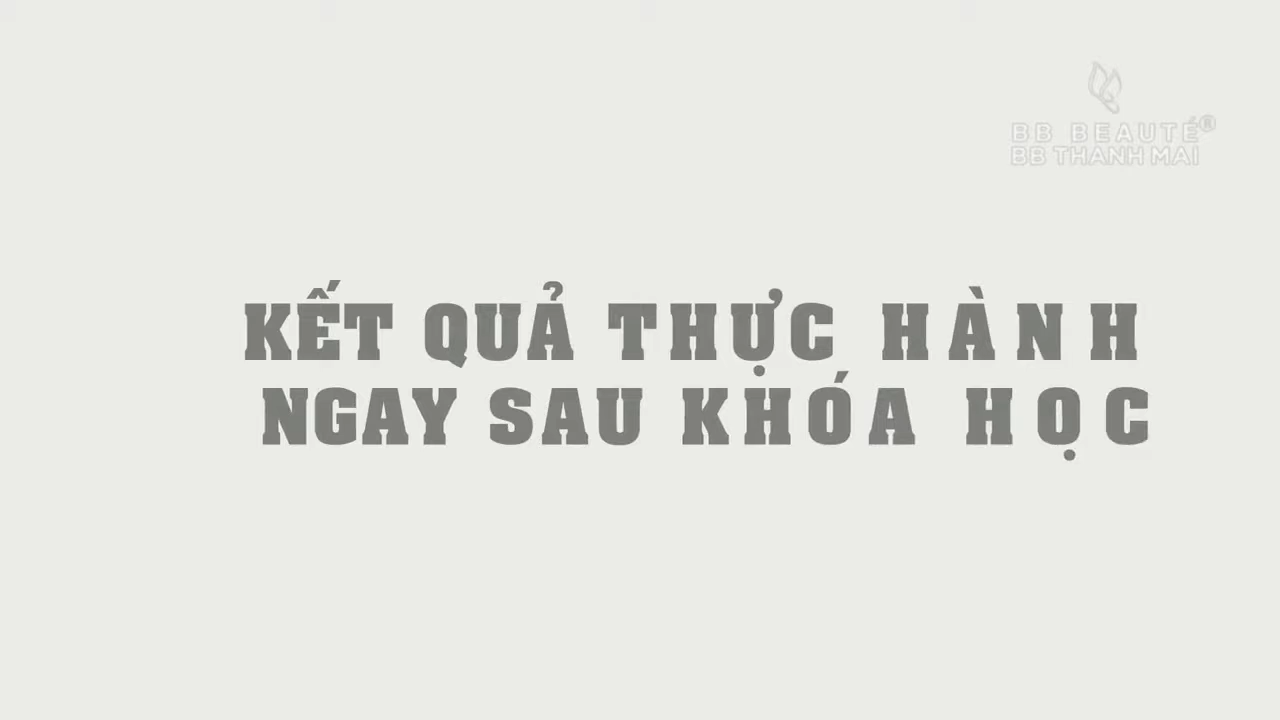 BB BEAUTÉ®
BB THANH MAI
KẾT QUẢ THỰC HÀNH
NGAY SAU KHÓA HỌC